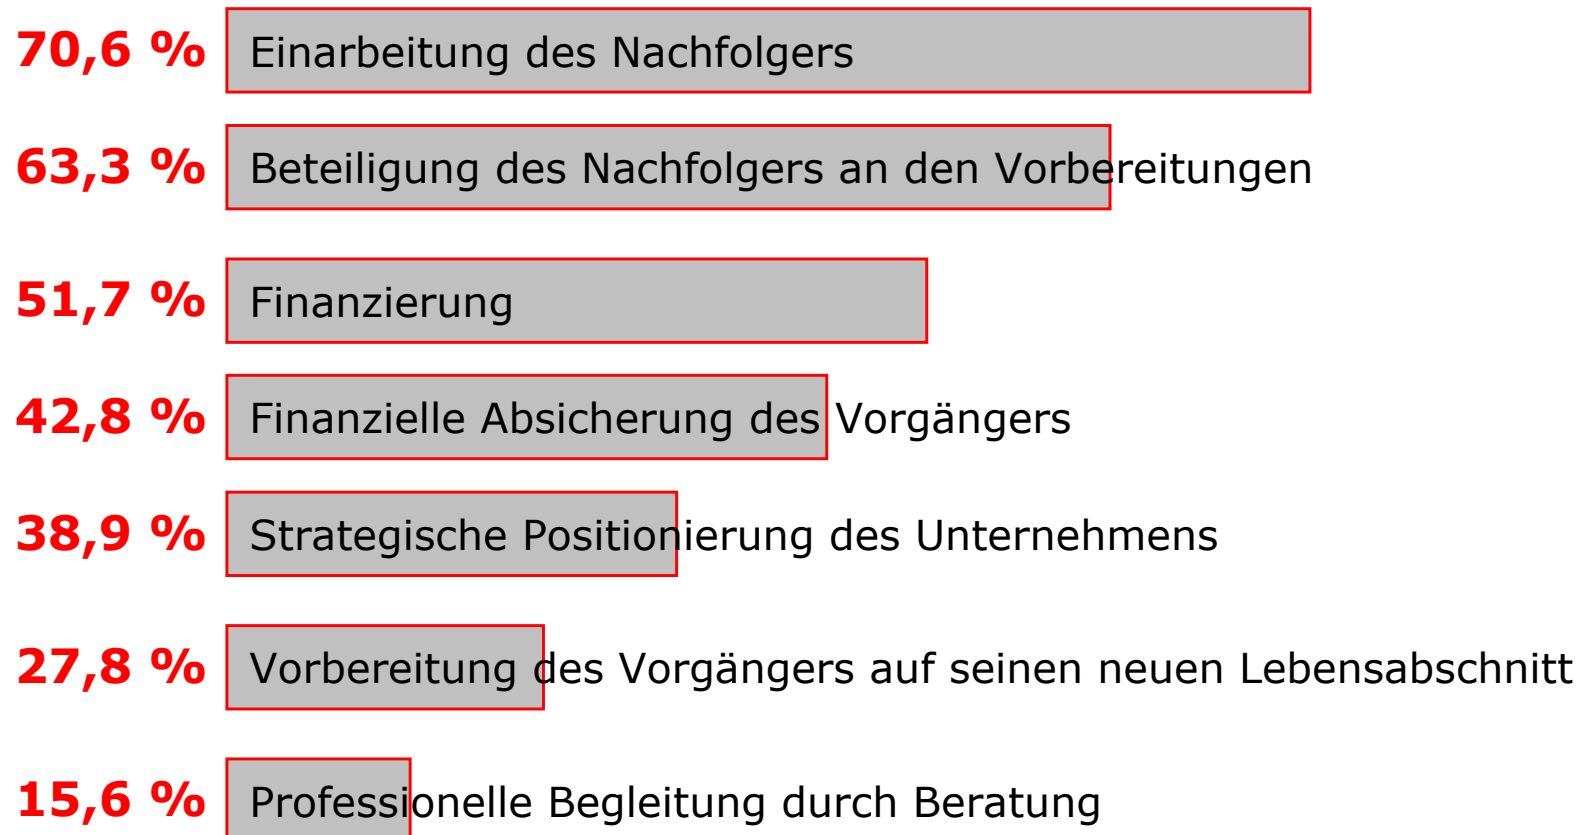 70,6 % Einarbeitung des Nachfolgers
63,3 % Beteiligung des Nachfolgers an den Vorbereitungen
51,7 % Finanzierung
42,8 % Finanzielle Absicherung des Vorgängers
38,9 % Strategische Positionierung des Unternehmens
27,8 % Vorbereitung des Vorgängers auf seinen neuen Lebensabschnitt
15,6 % Professionelle Begleitung durch Beratung